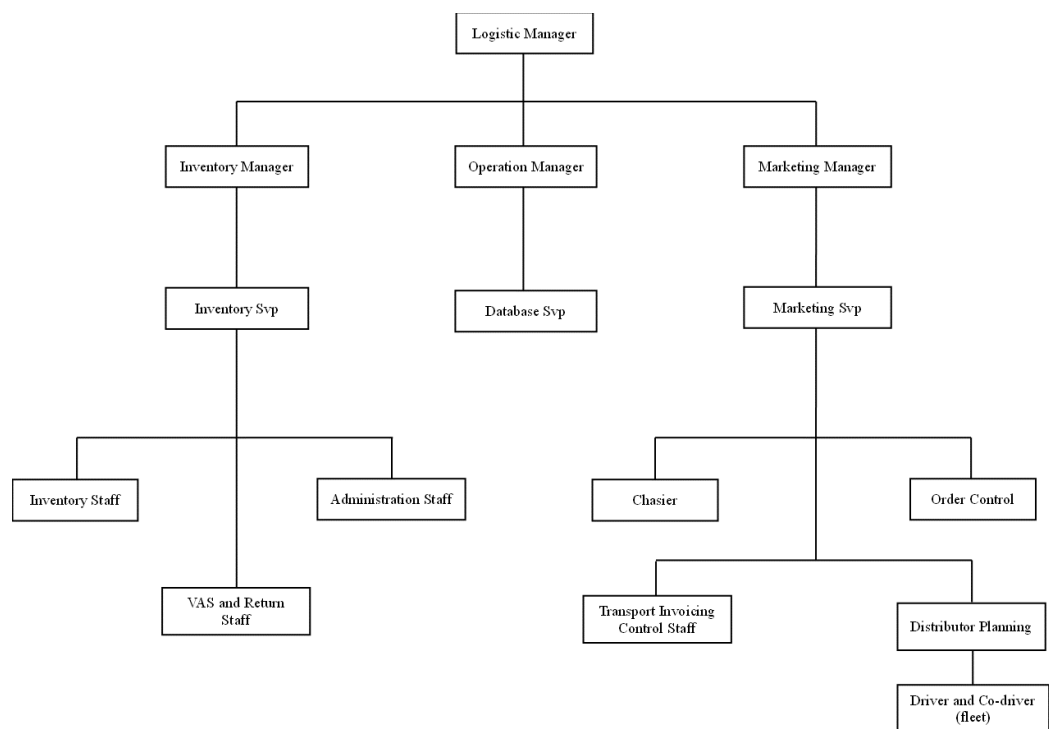 Logistic Manager
Inventory Manager
Operation Manager
Marketing Manager
Inventory Svp
Database Svp
Marketing Svp
Inventory Staff
Administration Staff
Chasier
Order Control
VAS and Return
Staff
Transport Invoicing
Control Staff
Distributor Planning
Driver and Co-driver
(fleet)